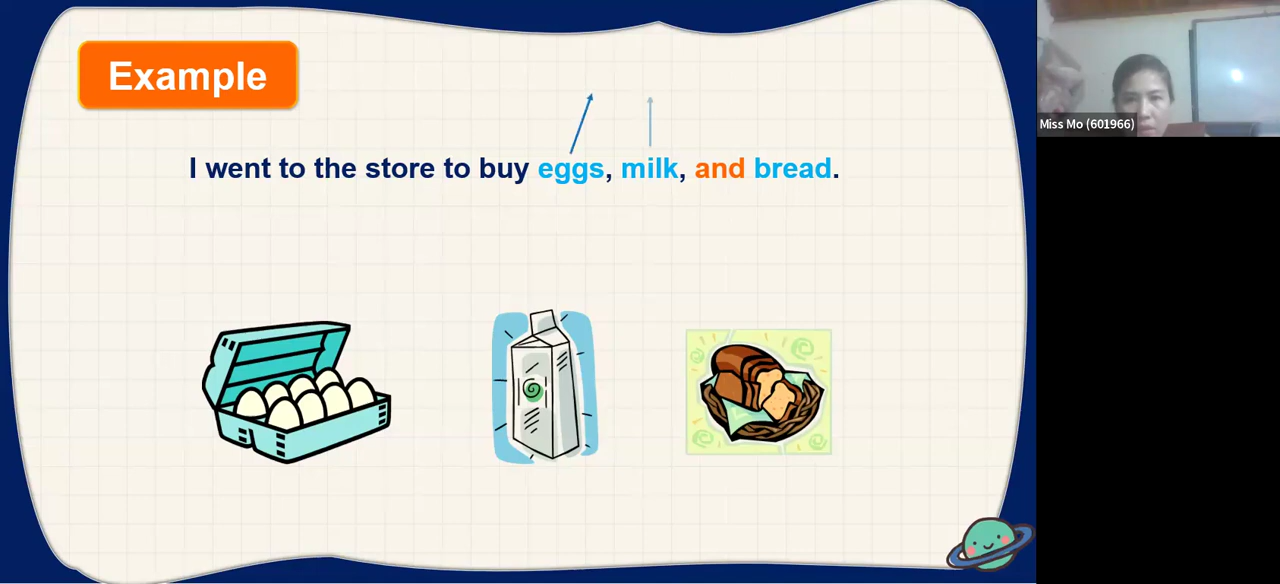 Example
I went to the store to buy eggs, milk, and bread.
Miss Mo (601966)